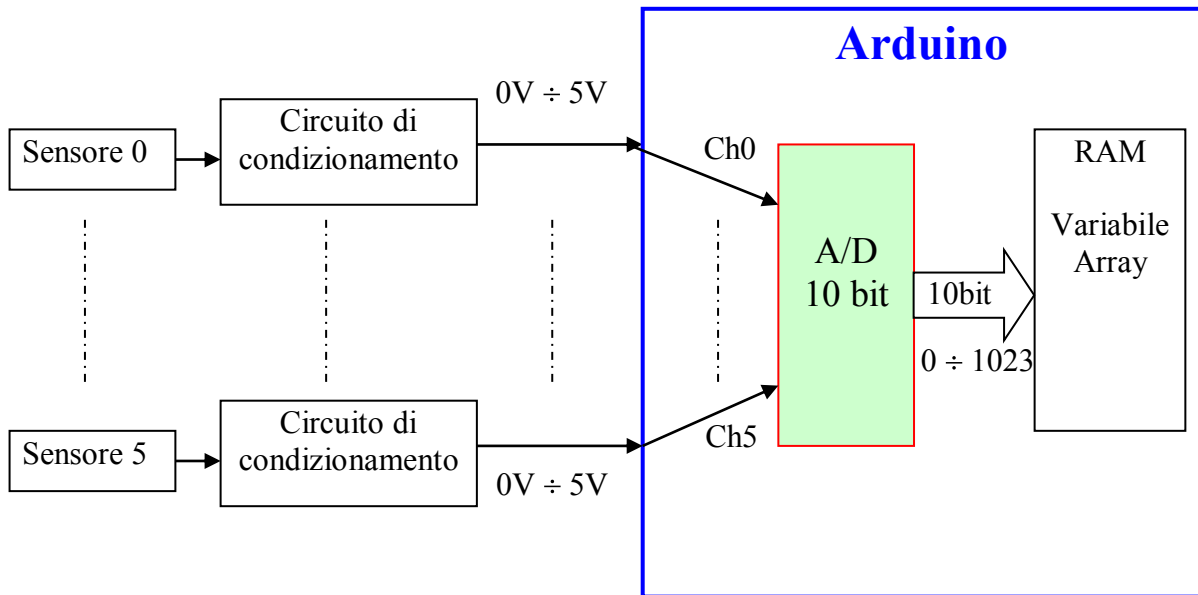 Arduino
0V ÷ 5V
Sensore 0
Circuito di
condizionamento
Ch0
A/D
10 bit
10bit
0 ÷ 1023
RAM
Variabile
Array
Sensore 5
Circuito di
condizionamento
Ch5
0V ÷ 5V